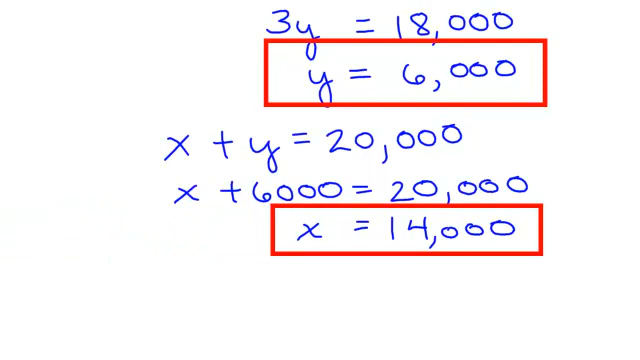 3y = 18,000
y = 6,000
x + y = 20,000
x + 6000 = 20,000
x = 14,000